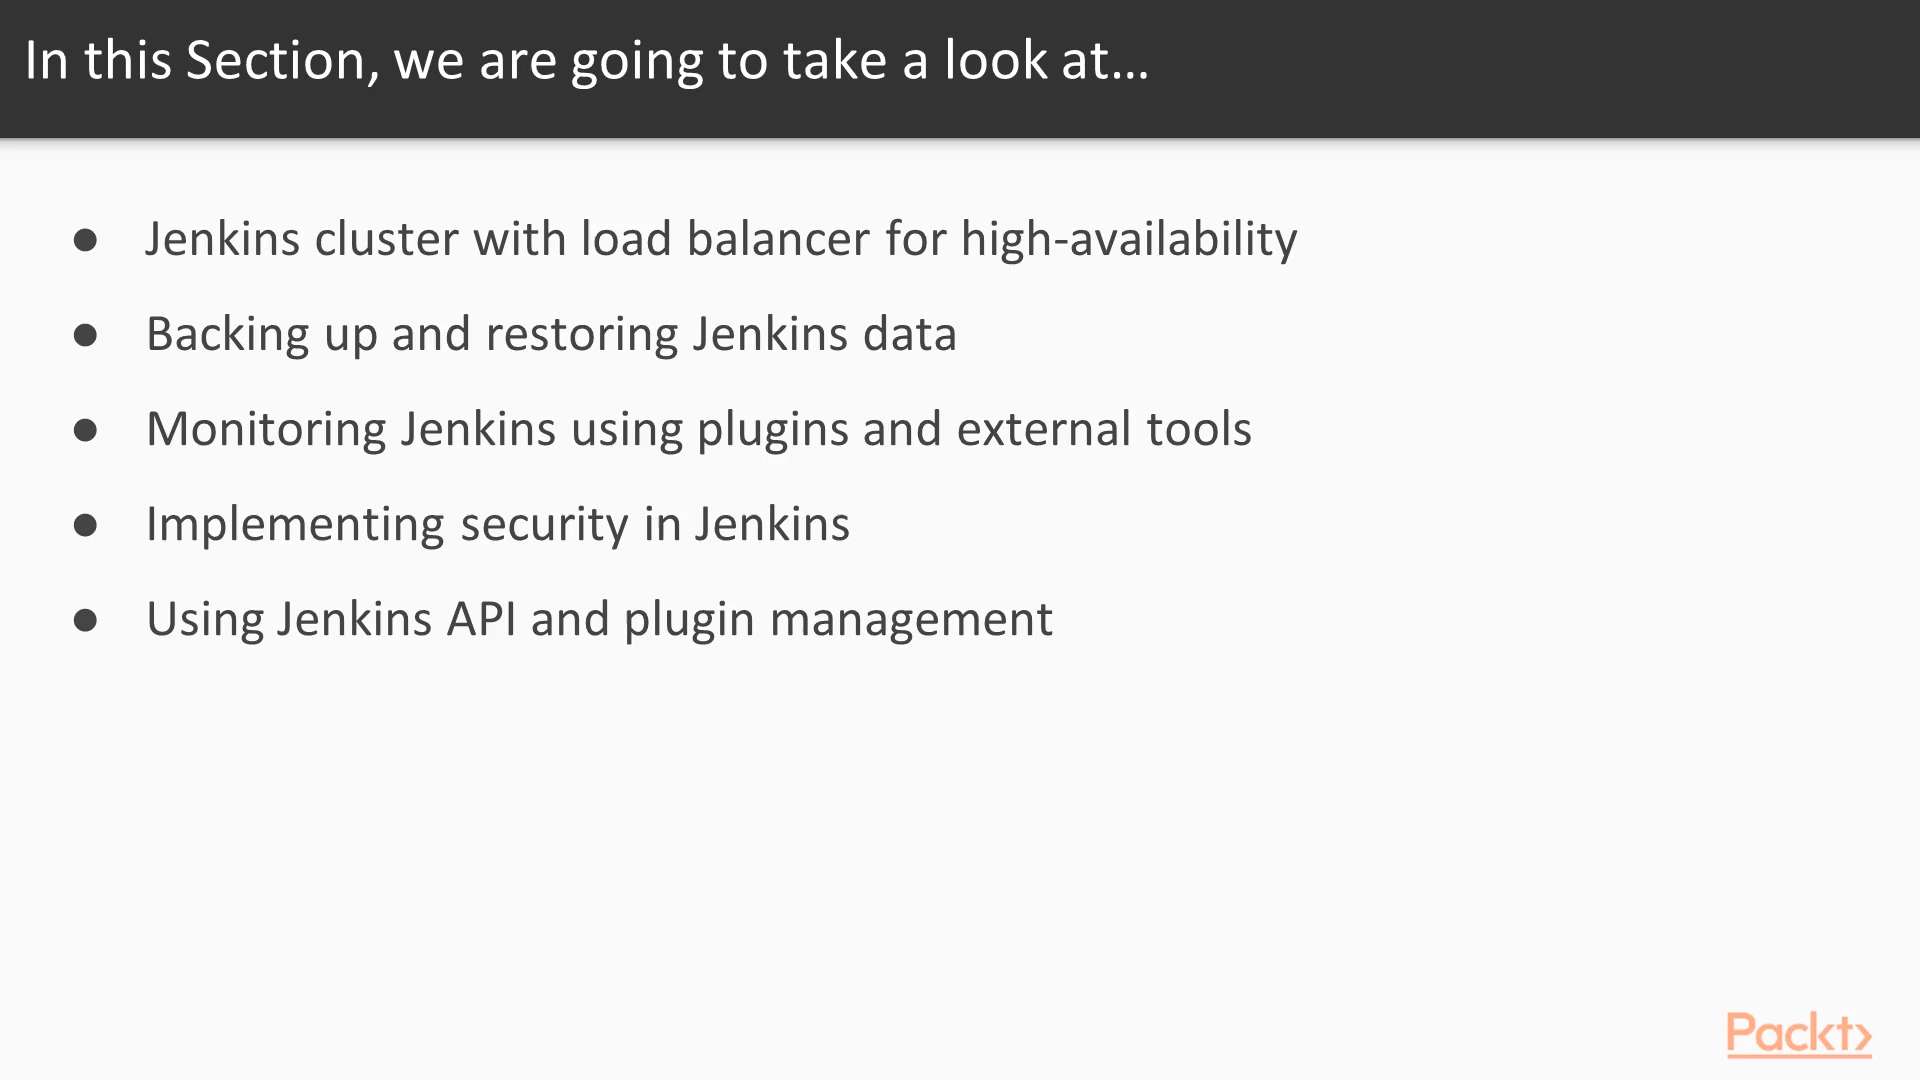 In this Section, we are going to take a look at…
● Jenkins cluster with load balancer for high-availability
● Backing up and restoring Jenkins data
● Monitoring Jenkins using plugins and external tools
● Implementing security in Jenkins
● Using Jenkins API and plugin management
Packt>